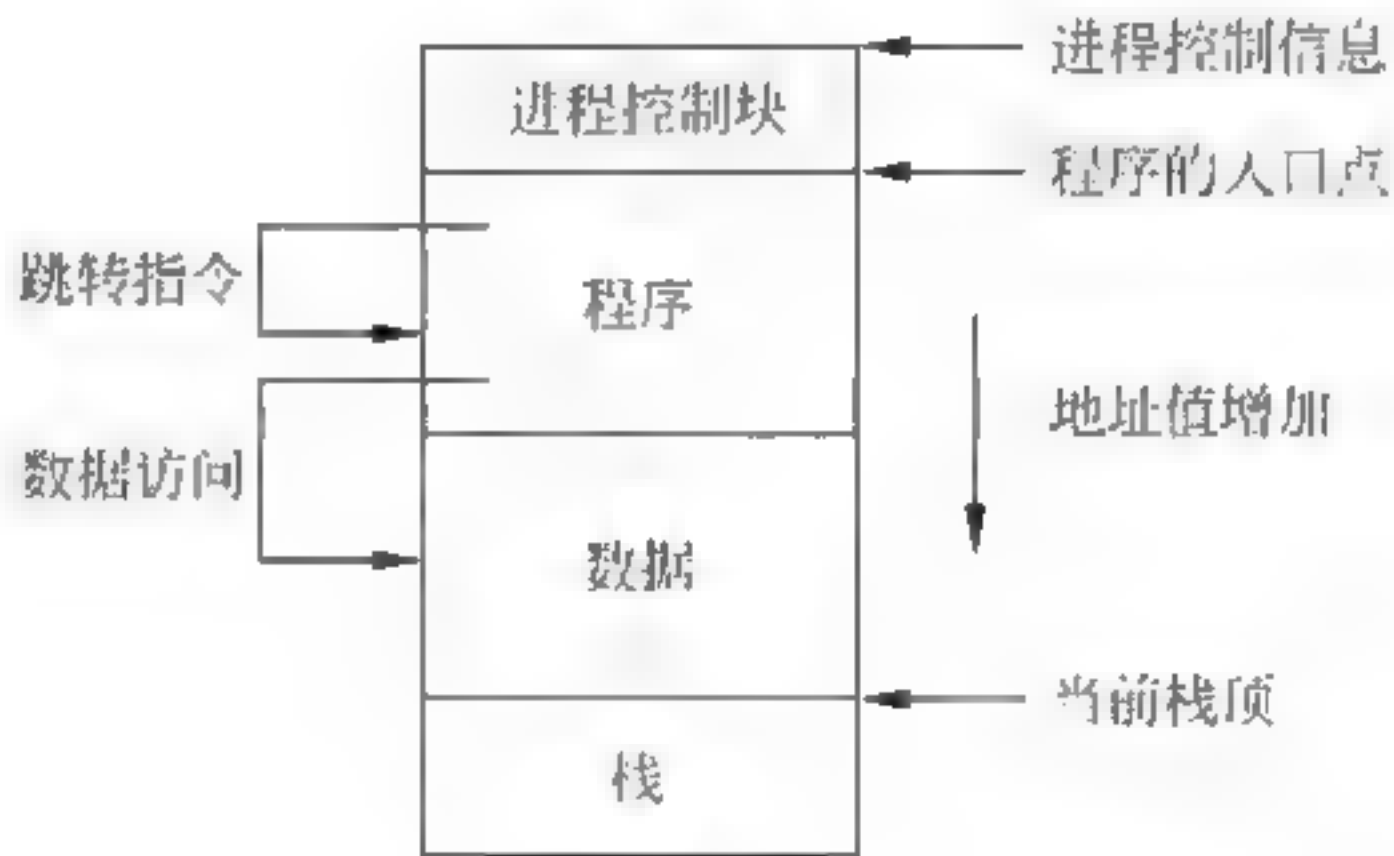 进程控制信息
进程控制块
程序的入口点
跳转指令
程序
地址值增加
数据访问
数据
当前栈顶
栈